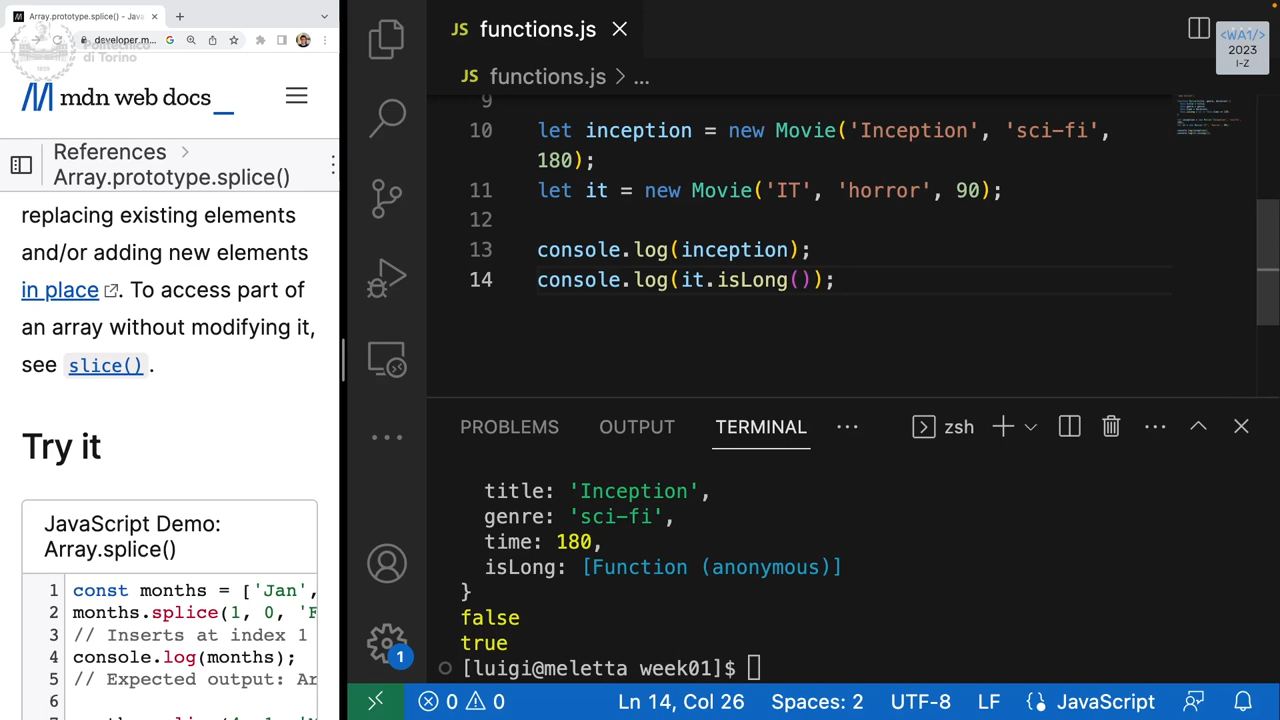 Array.prototype.splice() - Jav
developer.m...
Politecnico
di Torino
mdn web docs_
References >
Array.prototype.splice()
replacing existing elements
and/or adding new elements
in place. To access part of
an array without modifying it,
see slice().
Try it
JavaScript Demo:
Array.splice()
1 const months = ['Jan',
2 months.splice(1, 0, 'F
3 // Inserts at index 1
4 console.log(months);
5 // Expected output: Ar
6
JS functions.js
<WA1/>
2023
I-Z
JS functions.js > ...
9
10 let inception = new Movie('Inception', 'sci-fi',
180);
11 let it = new Movie('IT', 'horror', 90);
12
13 console.log(inception);
14 console.log(it.isLong());
PROBLEMS OUTPUT TERMINAL ... zsh
title: 'Inception',
genre: 'sci-fi',
time: 180,
isLong: [Function (anonymous)]
}
false
true
[luigi@meletta week01]$
1
0 0 Ln 14, Col 26 Spaces: 2 UTF-8 LF {} JavaScript